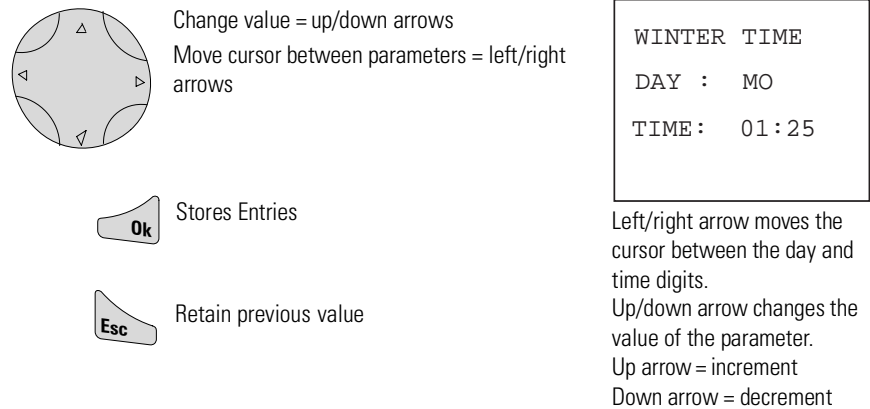 Change value = up/down arrows
Move cursor between parameters = left/right
arrows
Ok
Stores Entries
Esc
Retain previous value
WINTER TIME
DAY : MO
TIME: 01:25
Left/right arrow moves the
cursor between the day and
time digits.
Up/down arrow changes the
value of the parameter.
Up arrow = increment
Down arrow = decrement